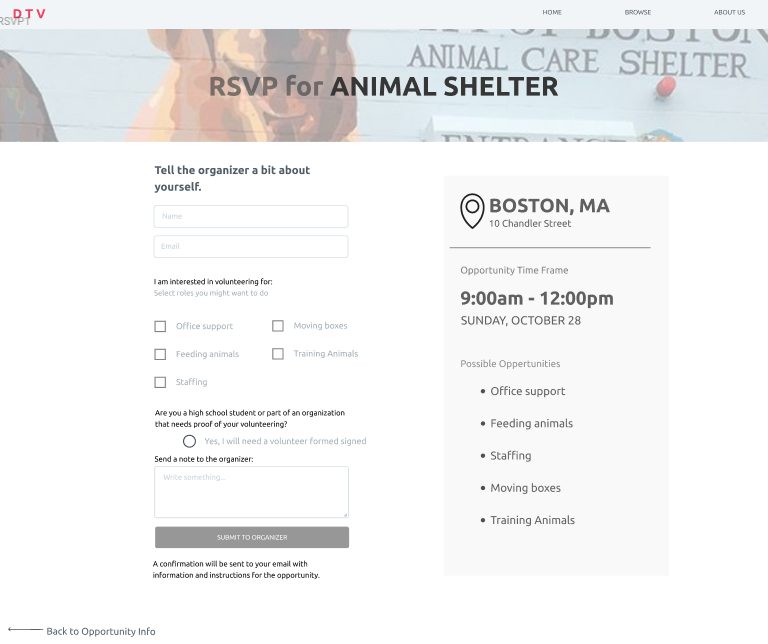 DTV
RSVPT
HOME BROWSE ABOUT US
OF BOSTON
ANIMAL CARE SHELTER
RSVP for ANIMAL SHELTER
ENTRANCE
Tell the organizer a bit about
yourself.
Name
Email
I am interested in volunteering for:
Select roles you might want to do
Office support
Moving boxes
Feeding animals
Training Animals
Staffing
Are you a high school student or part of an organization
that needs proof of your volunteering?
Yes, I will need a volunteer formed signed
Send a note to the organizer:
Write something...
SUBMIT TO ORGANIZER
A confirmation will be sent to your email with
information and instructions for the opportunity.
BOSTON, MA
10 Chandler Street
Opportunity Time Frame
9:00am - 12:00pm
SUNDAY, OCTOBER 28
Possible Oppertunities
• Office support
• Feeding animals
• Staffing
• Moving boxes
• Training Animals
Back to Opportunity Info